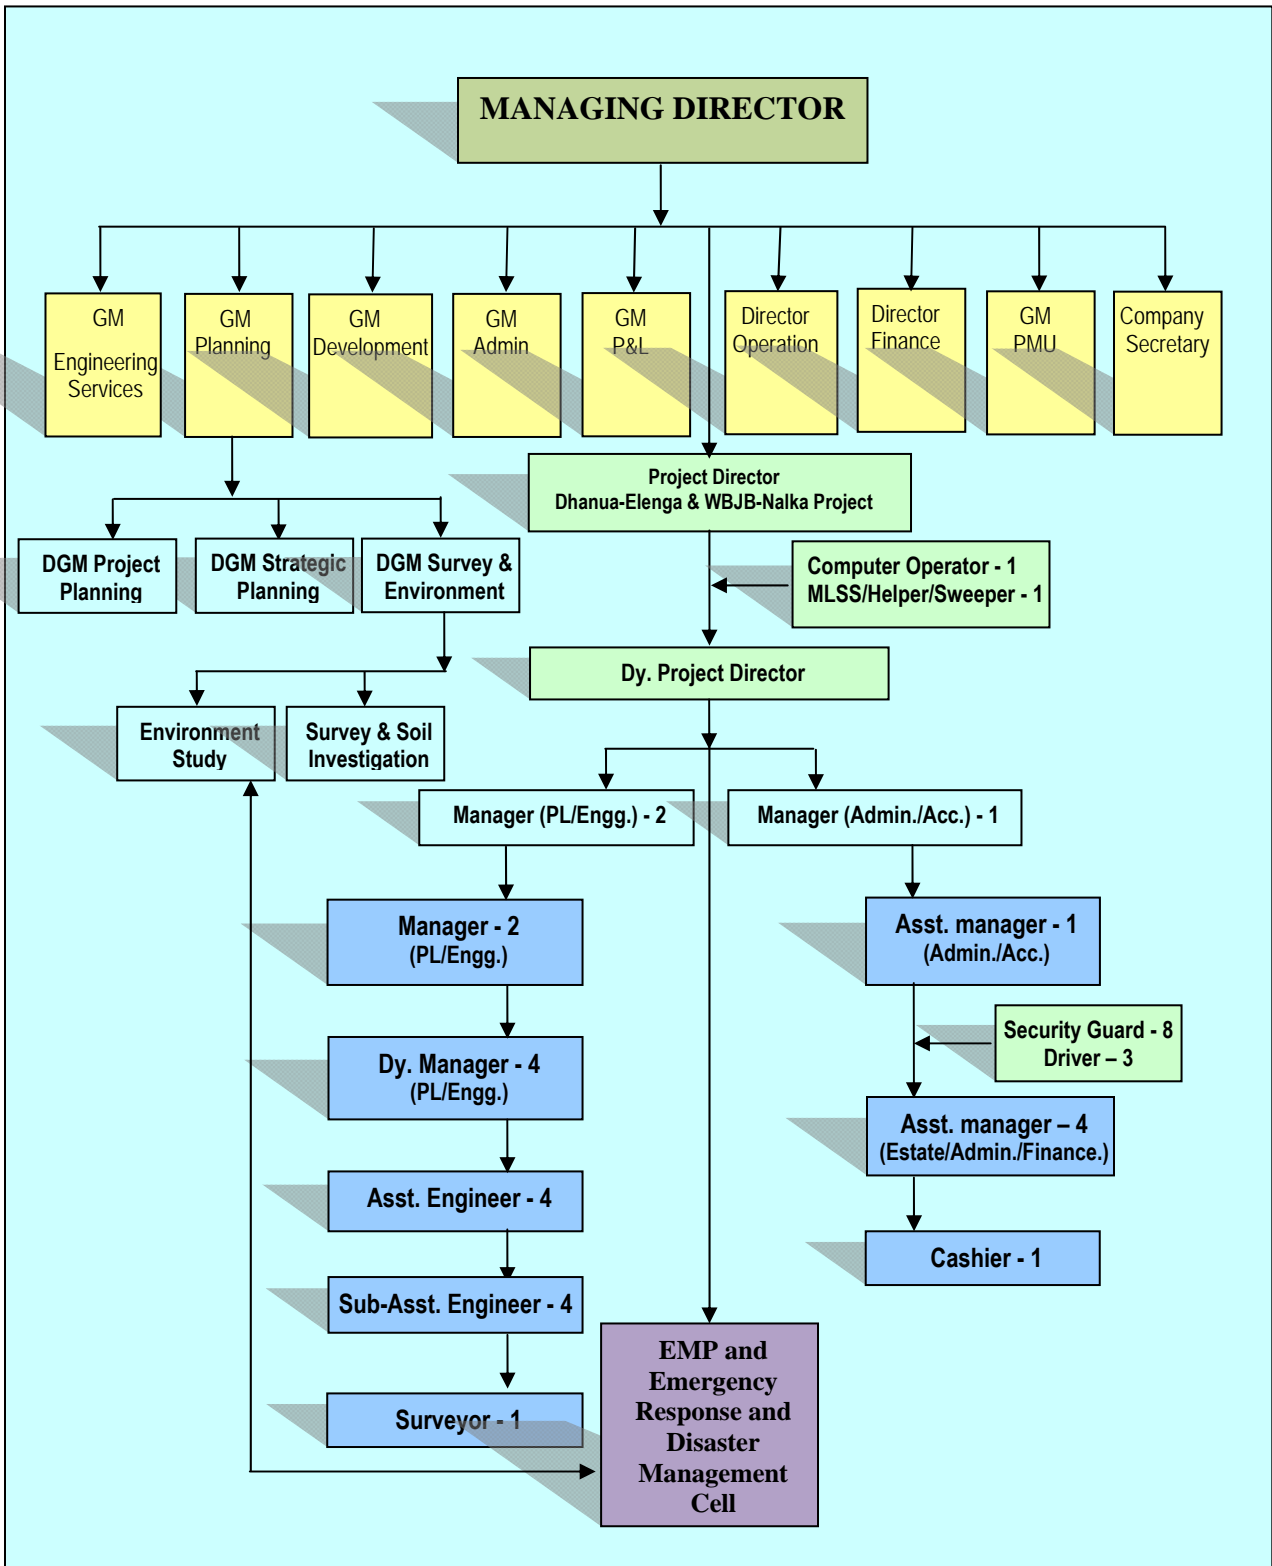 MANAGING DIRECTOR
GM
Engineering
Services
GM
Planning
GM
Development
GM
Admin
GM
P&L
Director
Operation
Director
Finance
GM
PMU
Company
Secretary
Project Director
Dhanua-Elenga & WBJB-Nalka Project
DGM Project
Planning
DGM Strategic
Planning
DGM Survey &
Environment
Computer Operator - 1
MLSS/Helper/Sweeper - 1
Dy. Project Director
Environment
Study
Survey & Soil
Investigation
Manager (PL/Engg.) - 2
Manager (Admin./Acc.) - 1
Manager - 2
(PL/Engg.)
Asst. manager - 1
(Admin./Acc.)
Security Guard - 8
Driver – 3
Dy. Manager - 4
(PL/Engg.)
Asst. manager – 4
(Estate/Admin./Finance.)
Asst. Engineer - 4
Cashier - 1
Sub-Asst. Engineer - 4
Surveyor - 1
EMP and
Emergency
Response and
Disaster
Management
Cell